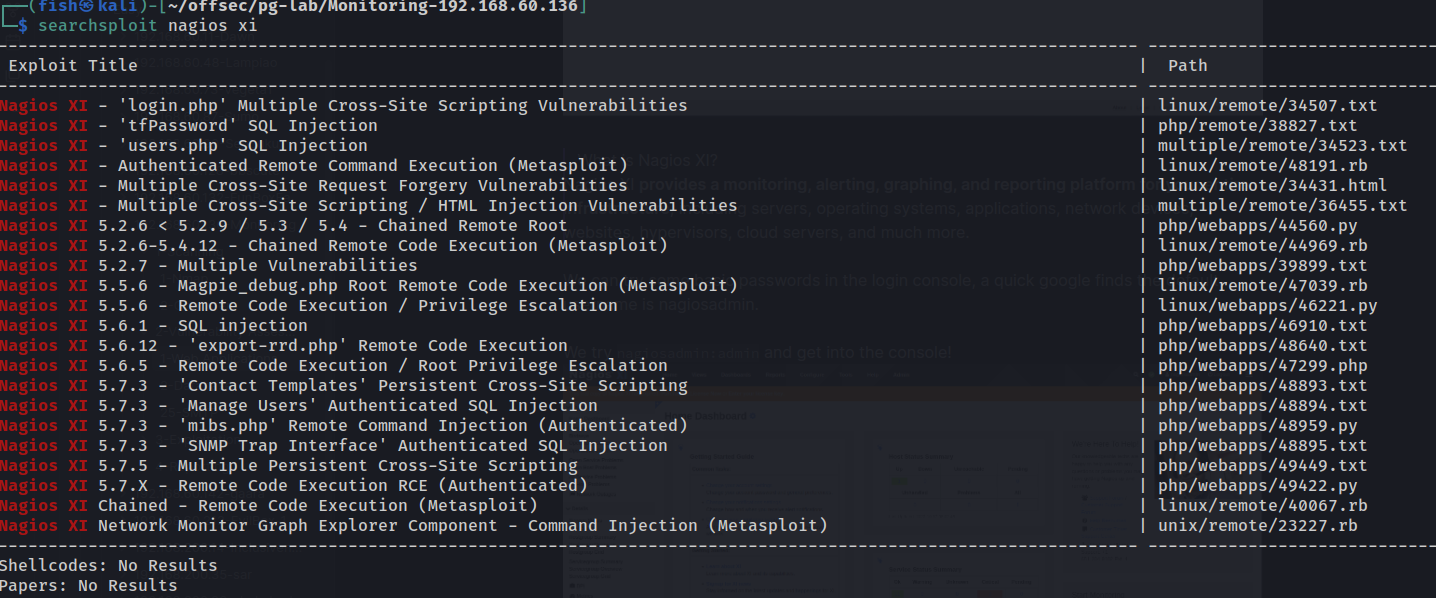 (fish㉿kali)-[~/offsec/pg-lab/Monitoring-192.168.60.136]
$ searchsploit nagios xi
Exploit Title | Path
Nagios XI - 'login.php' Multiple Cross-Site Scripting Vulnerabilities | linux/remote/34507.txt
Nagios XI - 'tfPassword' SQL Injection | php/remote/38827.txt
Nagios XI - 'users.php' SQL Injection | multiple/remote/34523.txt
Nagios XI - Authenticated Remote Command Execution (Metasploit) | linux/remote/48191.rb
Nagios XI - Multiple Cross-Site Request Forgery Vulnerabilities | linux/remote/34431.html
Nagios XI - Multiple Cross-Site Scripting / HTML Injection Vulnerabilities | multiple/remote/36455.txt
Nagios XI 5.2.6 < 5.2.9 / 5.3 / 5.4 - Chained Remote Root | php/webapps/44560.py
Nagios XI 5.2.6-5.4.12 - Chained Remote Code Execution (Metasploit) | linux/remote/44969.rb
Nagios XI 5.2.7 - Multiple Vulnerabilities | php/webapps/39899.txt
Nagios XI 5.5.6 - Magpie_debug.php Root Remote Code Execution (Metasploit) | linux/remote/47039.rb
Nagios XI 5.5.6 - Remote Code Execution / Privilege Escalation | linux/webapps/46221.py
Nagios XI 5.6.1 - SQL injection | php/webapps/46910.txt
Nagios XI 5.6.12 - 'export-rrd.php' Remote Code Execution | php/webapps/48640.txt
Nagios XI 5.6.5 - Remote Code Execution / Root Privilege Escalation | php/webapps/47299.php
Nagios XI 5.7.3 - 'Contact Templates' Persistent Cross-Site Scripting | php/webapps/48893.txt
Nagios XI 5.7.3 - 'Manage Users' Authenticated SQL Injection | php/webapps/48894.txt
Nagios XI 5.7.3 - 'mibs.php' Remote Command Injection (Authenticated) | php/webapps/48959.py
Nagios XI 5.7.3 - 'SNMP Trap Interface' Authenticated SQL Injection | php/webapps/48895.txt
Nagios XI 5.7.5 - Multiple Persistent Cross-Site Scripting | php/webapps/49449.txt
Nagios XI 5.7.X - Remote Code Execution RCE (Authenticated) | php/webapps/49422.py
Nagios XI Chained - Remote Code Execution (Metasploit) | linux/remote/40067.rb
Nagios XI Network Monitor Graph Explorer Component - Command Injection (Metasploit) | unix/remote/23227.rb
Shellcodes: No Results
Papers: No Results